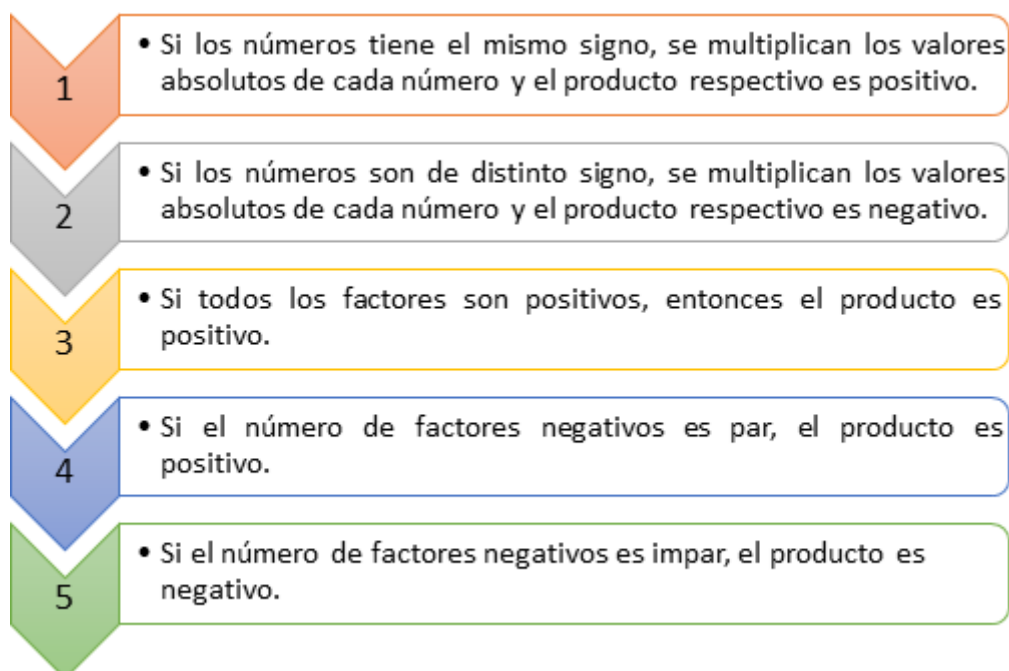 1
• Si los números tiene el mismo signo, se multiplican los valores
absolutos de cada número y el producto respectivo es positivo.
2
• Si los números son de distinto signo, se multiplican los valores
absolutos de cada número y el producto respectivo es negativo.
3
• Si todos los factores son positivos, entonces el producto es
positivo.
4
• Si el número de factores negativos es par, el producto es
positivo.
5
• Si el número de factores negativos es impar, el producto es
negativo.